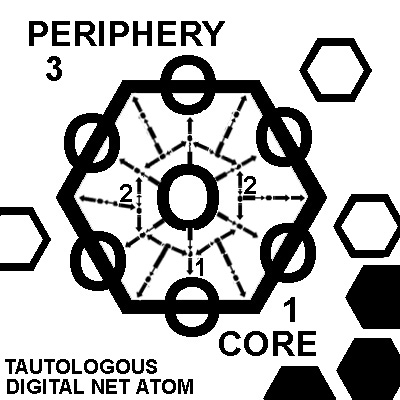 PERIPHERY
3
2
2
1
1
CORE
TAUTOLOGOUS
DIGITAL NET ATOM